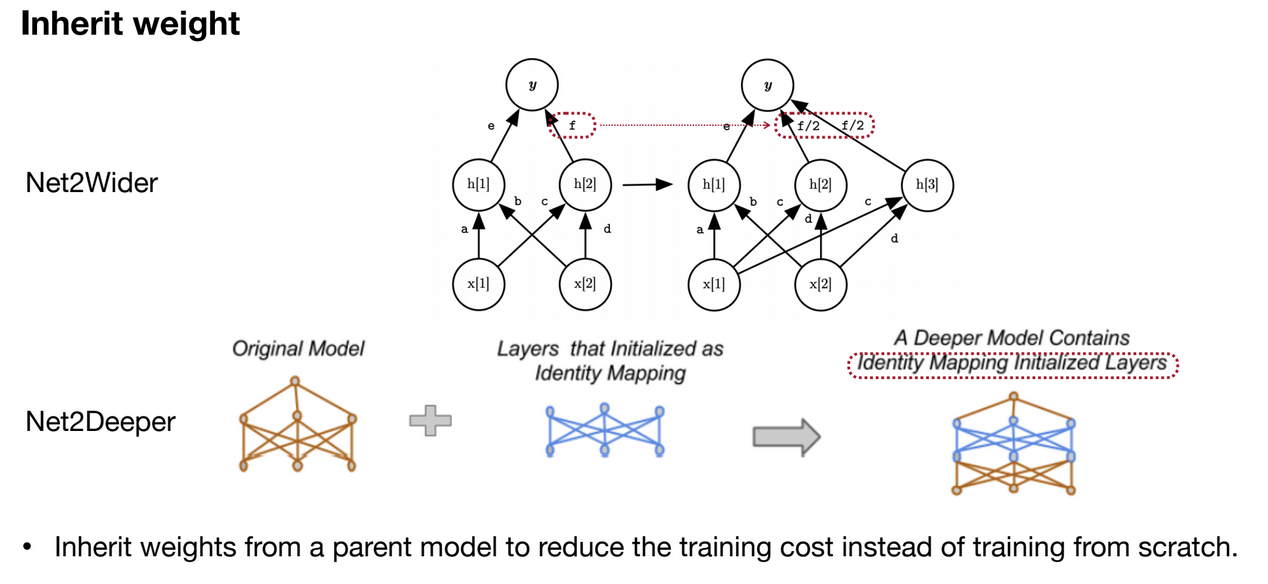 Inherit weight
Net2Wider
y
e
f
h[1]
h[2]
a
b
c
d
x[1]
x[2]
y
e
f/2
f/2
h[1]
h[2]
h[3]
a
b
c
d
c
d
x[1]
x[2]
Net2Deeper
Original Model
Layers that Initialized as
Identity Mapping
A Deeper Model Contains
Identity Mapping Initialized Layers
• Inherit weights from a parent model to reduce the training cost instead of training from scratch.